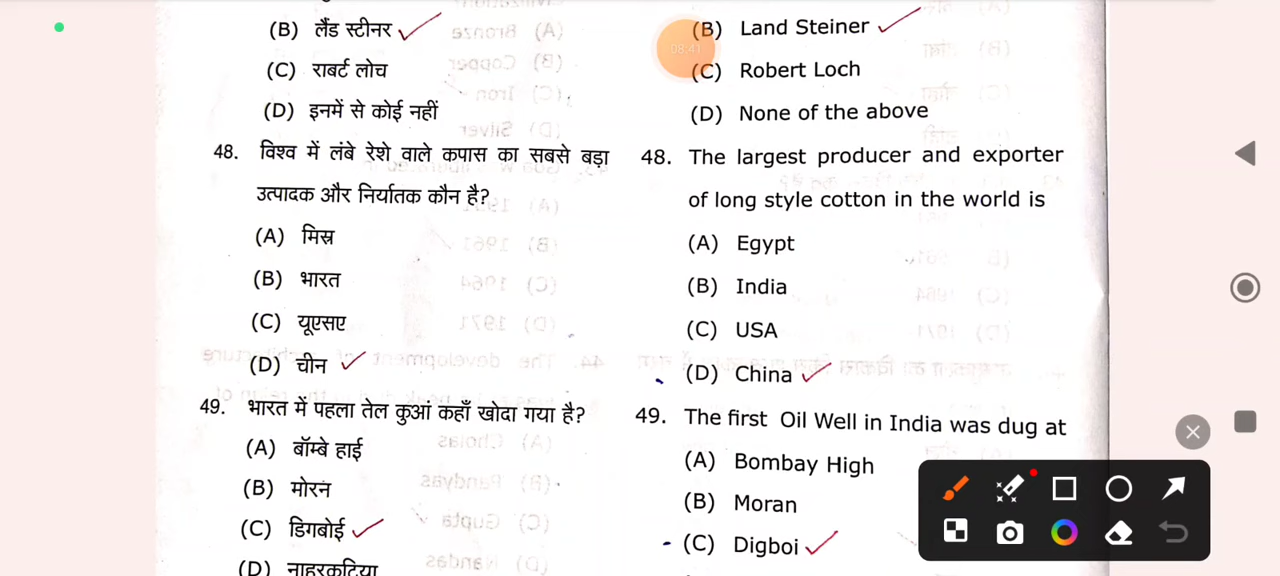 (B) लैंड स्टीनर
(C) राबर्ट लोच
(D) इनमें से कोई नहीं
48. विश्व में लंबे रेशे वाले कपास का सबसे बड़ा
उत्पादक और निर्यातक कौन है?
(A) मिस्र
(B) भारत
(C) यूएसए
(D) चीन
49. भारत में पहला तेल कुआं कहाँ खोदा गया है?
(A) बॉम्बे हाई
(B) मोरन
(C) डिगबोई
(D) नाहरकटिया
(B) Land Steiner
08:41
(C) Robert Loch
(D) None of the above
48. The largest producer and exporter
of long style cotton in the world is
(A) Egypt
(B) India
(C) USA
(D) China
49. The first Oil Well in India was dug at
(A) Bombay High
(B) Moran
(C) Digboi